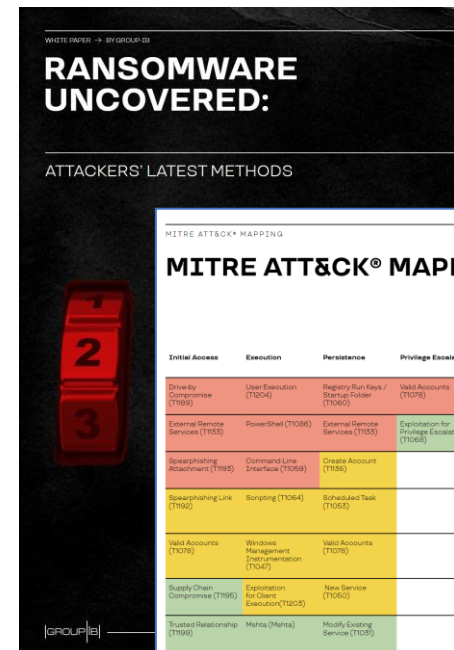 WHITE PAPER → BY GROUP-IB
RANSOMWARE
UNCOVERED:
ATTACKERS' LATEST METHODS
MITRE ATT&CK® MAPPING
MITRE ATT&CK® MAPI
1
2
3
Initial Access Execution Persistence Privilege Escala
Drive-by
Compromise
(T1189)
User Execution
(T1204)
Registry Run Keys /
Startup Folder
(T1060)
Valid Accounts
(T1078)
External Remote
Services (T1133)
PowerShell (T1086)
External Remote
Services (T1133)
Exploitation for
Privilege Escalat
(T1068)
Spearphishing
Attachment (T1193)
Command-Line
Interface (T1059)
Create Account
(T1136)
Spearphishing Link
(T1192)
Scripting (T1064)
Scheduled Task
(T1053)
Valid Accounts
(T1078)
Windows
Management
Instrumentation
(T1047)
Valid Accounts
(T1078)
Supply Chain
Compromise (T1195)
Exploitation
for Client
Execution(T1203)
New Service
(T1050)
Trusted Relationship
(T1199)
Mshta (Mshta)
Modify Existing
Service (T1031)
|GROUP|IB|